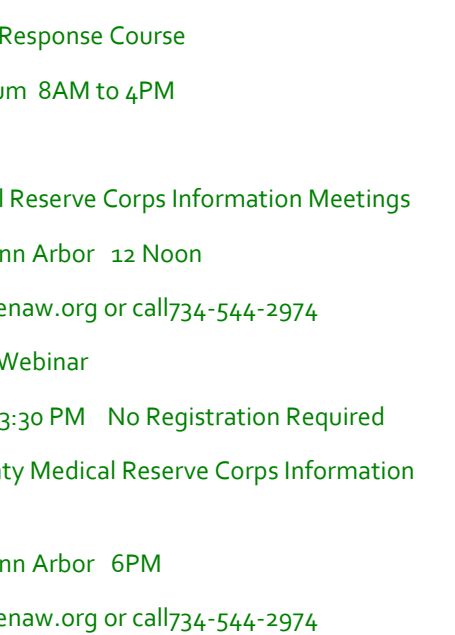 Response Course
um 8AM to 4PM
l Reserve Corps Information Meetings
nn Arbor 12 Noon
enaw.org or call734-544-2974
Webinar
3:30 PM No Registration Required
nty Medical Reserve Corps Information
nn Arbor 6PM
enaw.org or call734-544-2974